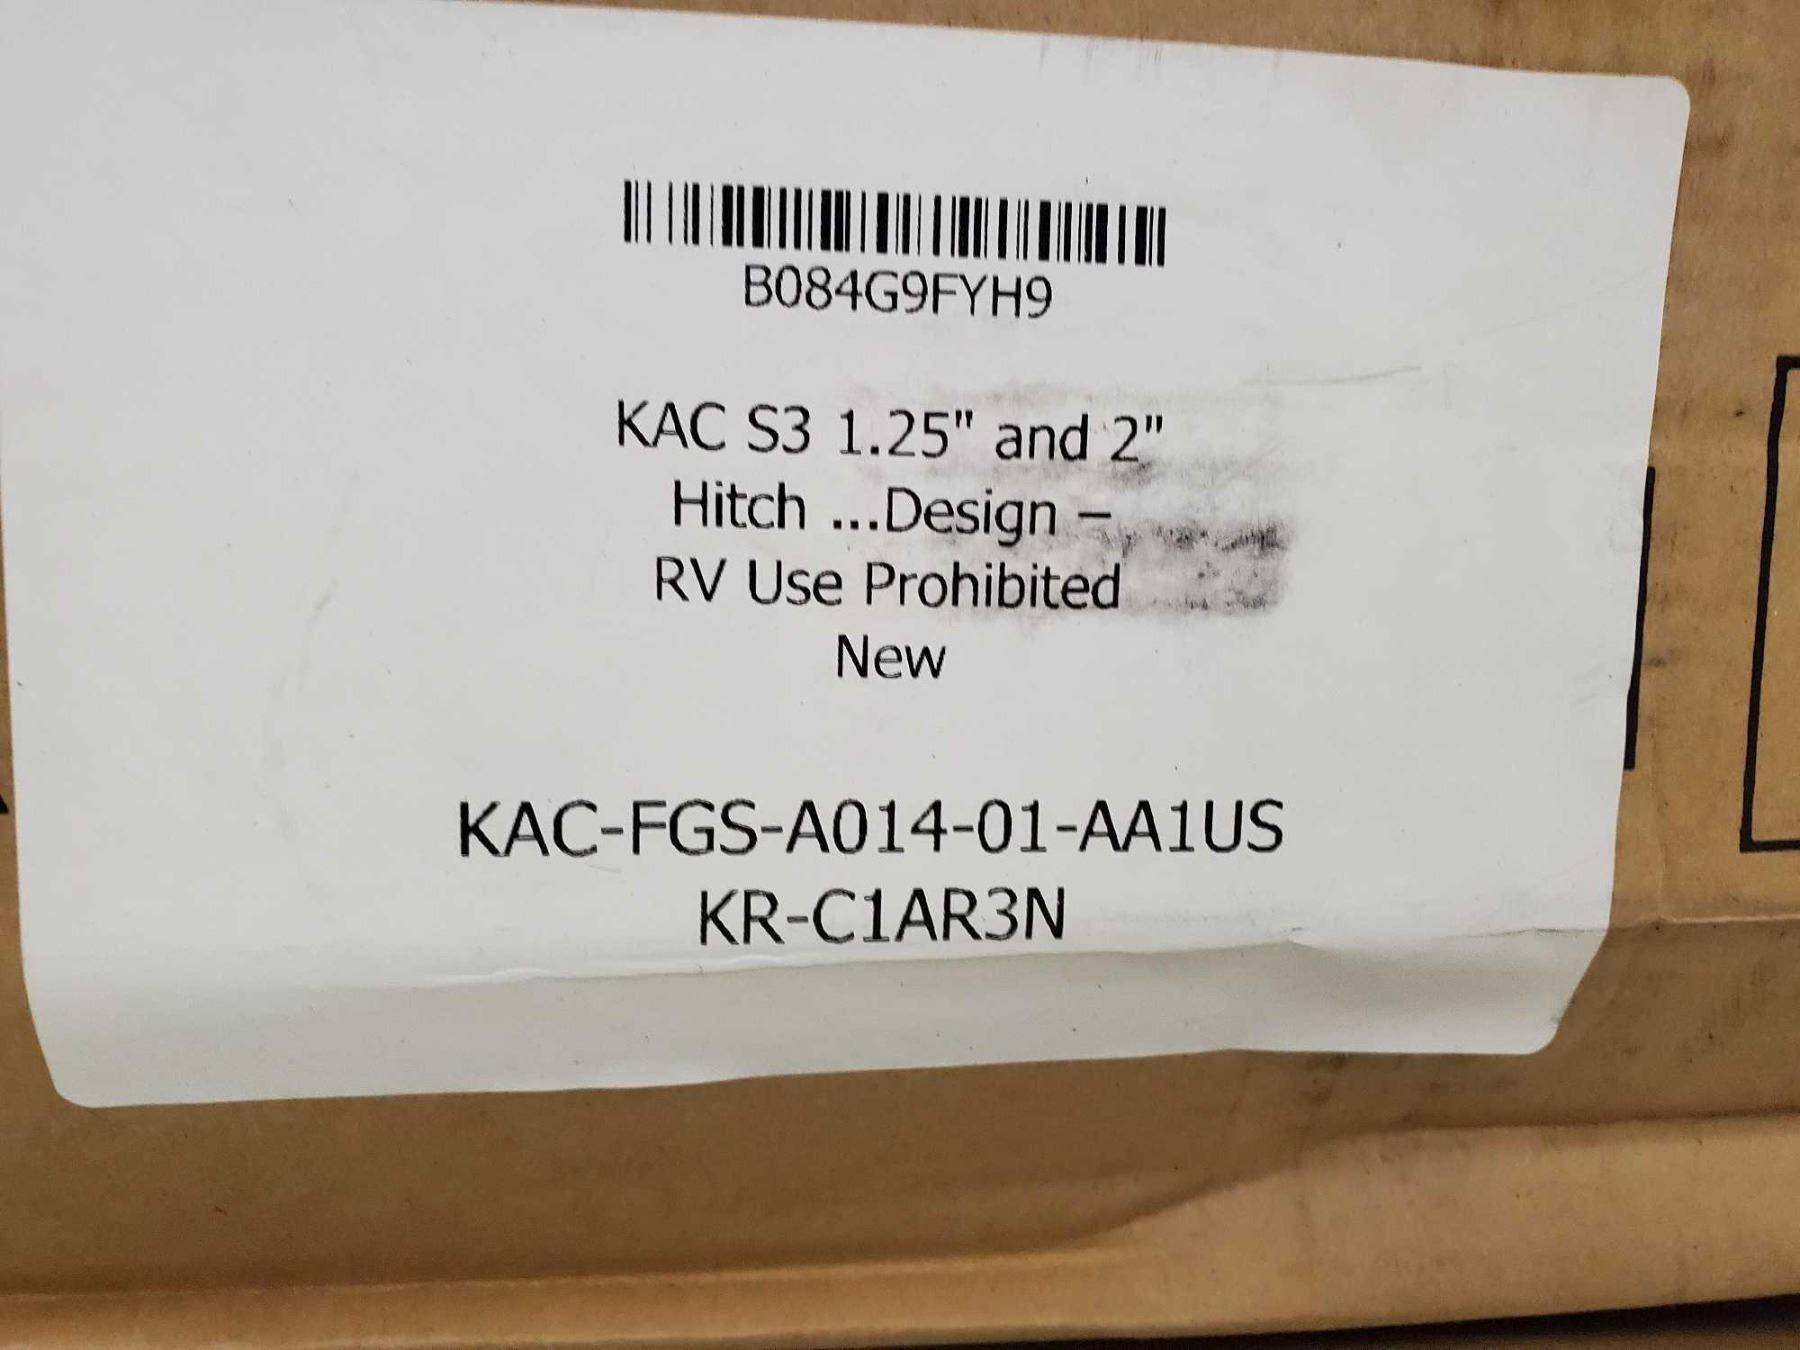 B084G9FYH9
KAC S3 1.25" and 2"
Hitch ...Design –
RV Use Prohibited
New
KAC-FGS-A014-01-AA1US
KR-C1AR3N